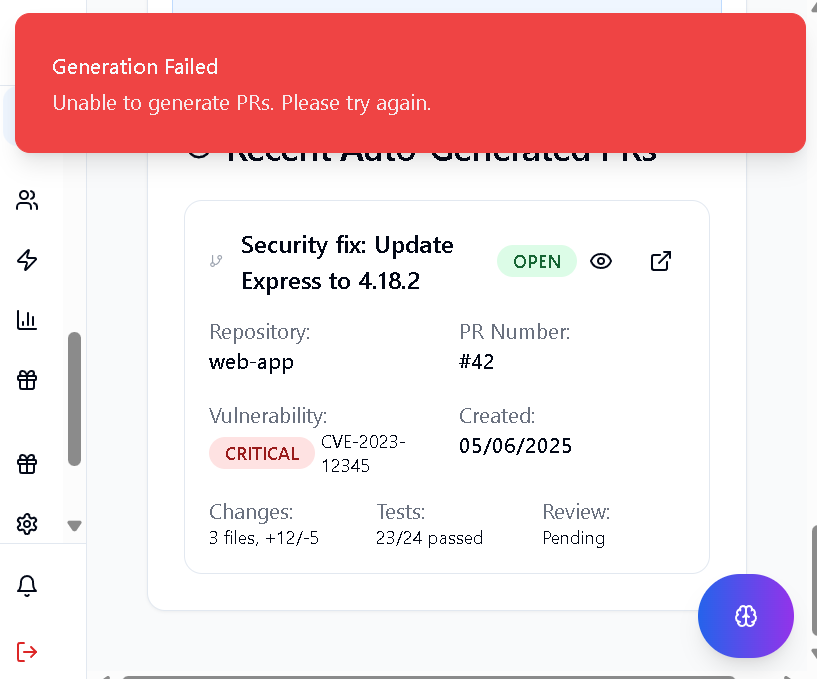 Generation Failed
Unable to generate PRs. Please try again.
Recent Auto-Generated PRs
Security fix: Update
Express to 4.18.2
OPEN
Repository:
web-app
PR Number:
#42
Vulnerability:
CRITICAL
CVE-2023-
12345
Created:
05/06/2025
Changes:
3 files, +12/-5
Tests:
23/24 passed
Review:
Pending